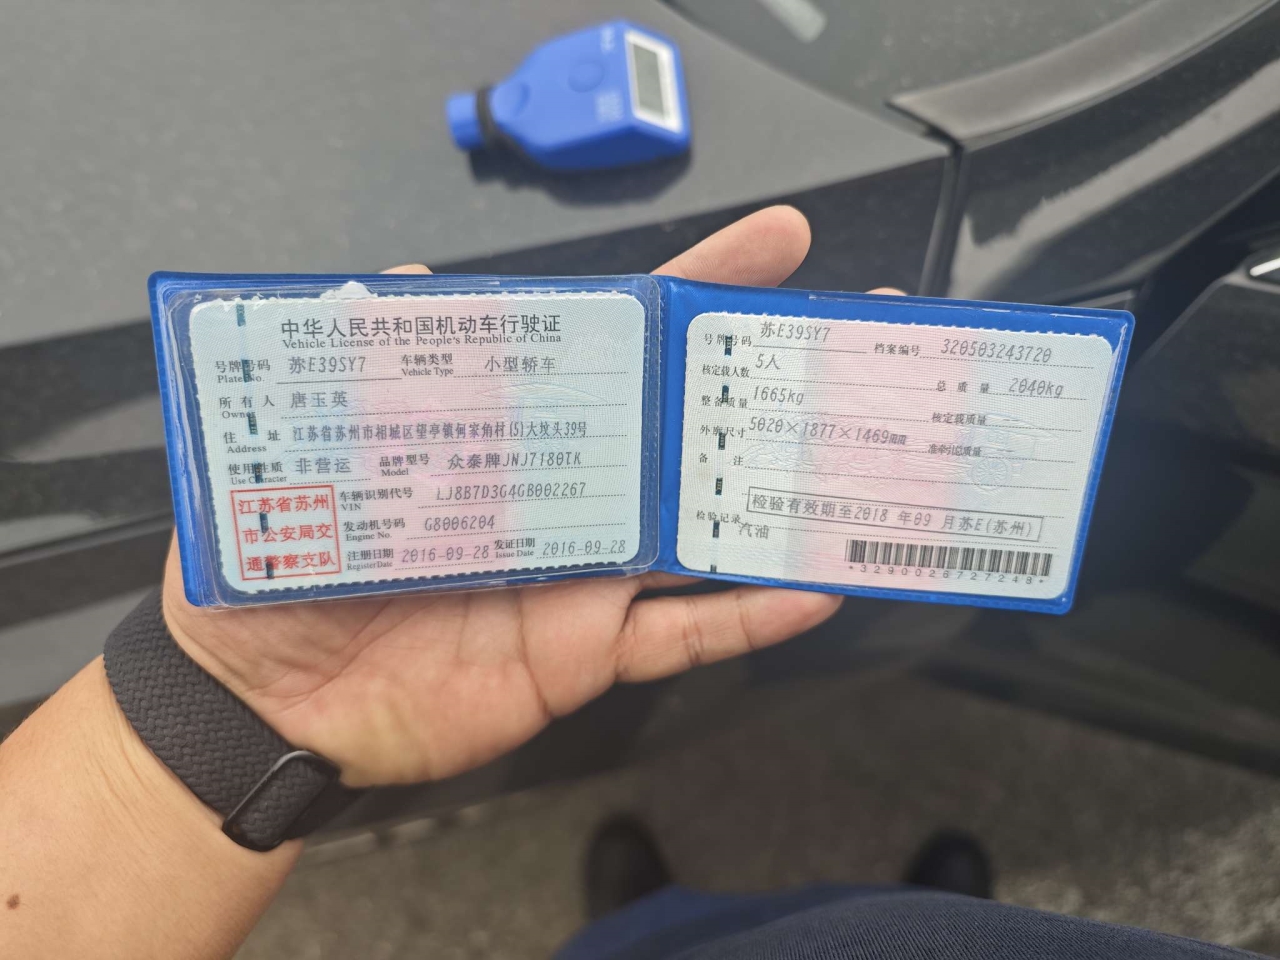 中华人民共和国机动车行驶证
Vehicle License of the People's Republic of China
号牌号码 苏E39SY7 车辆类型 小型轿车
Plate No. Vehicle Type
所有人 唐玉英
Owner
住址 江苏省苏州市相城区望亭镇何家角村(5)大坟头39号
Address
使用性质 非营运 品牌型号 众泰牌JNJ7180TK
Use Character Model
江苏省苏州
市公安局交
通警察支队
车辆识别代号 LJ8B7D3G4GB002267
VIN
发动机号码 G8006204
Engine No.
注册日期 2016-09-28 发证日期 2016-09-28
Register Date Issue Date
号牌号码 苏E39SY7 档案编号 320503243720
核定载人数 5人 总质量 2040kg
整备质量 1665kg 核定载质量
外廓尺寸 5020×1877×1469 准牵引总质量
备注
检验有效期至2018年09月苏E(苏州)
检验记录 汽油
*3290026727248*